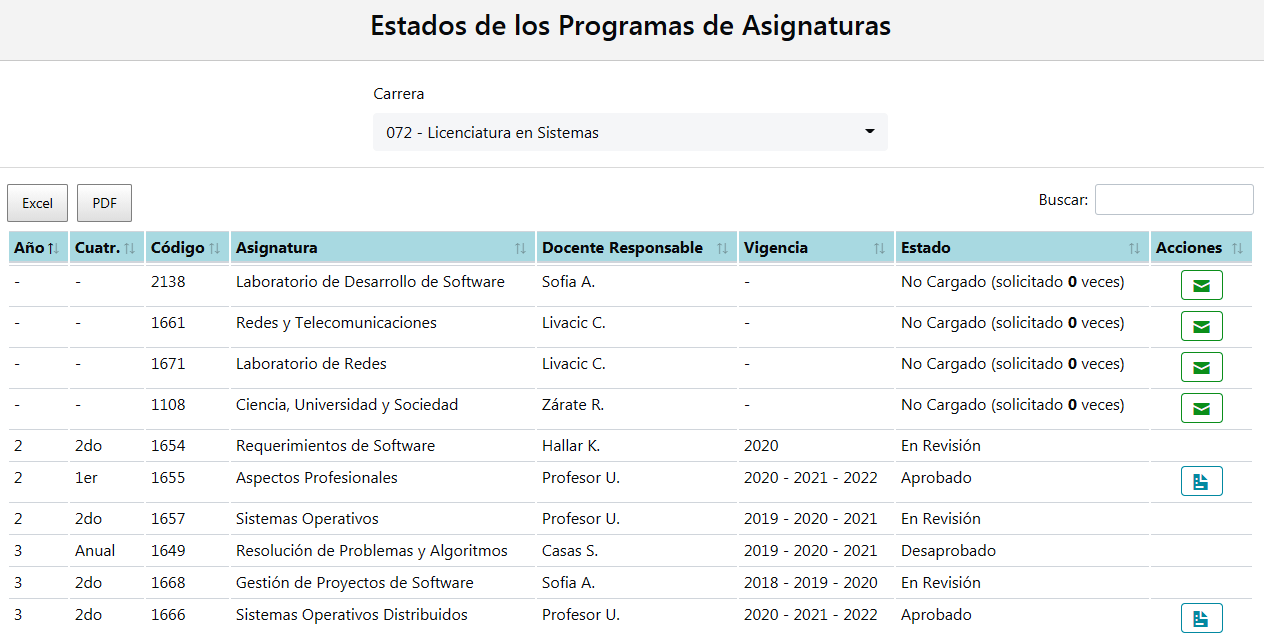 Estados de los Programas de Asignaturas
Carrera
072 - Licenciatura en Sistemas
Excel PDF Buscar:
Año Cuatr. Código Asignatura Docente Responsable Vigencia Estado Acciones
- - 2138 Laboratorio de Desarrollo de Software Sofia A. - No Cargado (solicitado 0 veces)
- - 1661 Redes y Telecomunicaciones Livacic C. - No Cargado (solicitado 0 veces)
- - 1671 Laboratorio de Redes Livacic C. - No Cargado (solicitado 0 veces)
- - 1108 Ciencia, Universidad y Sociedad Zárate R. - No Cargado (solicitado 0 veces)
2 2do 1654 Requerimientos de Software Hallar K. 2020 En Revisión
2 1er 1655 Aspectos Profesionales Profesor U. 2020 - 2021 - 2022 Aprobado
2 2do 1657 Sistemas Operativos Profesor U. 2019 - 2020 - 2021 En Revisión
3 Anual 1649 Resolución de Problemas y Algoritmos Casas S. 2019 - 2020 - 2021 Desaprobado
3 2do 1668 Gestión de Proyectos de Software Sofia A. 2018 - 2019 - 2020 En Revisión
3 2do 1666 Sistemas Operativos Distribuidos Profesor U. 2020 - 2021 - 2022 Aprobado